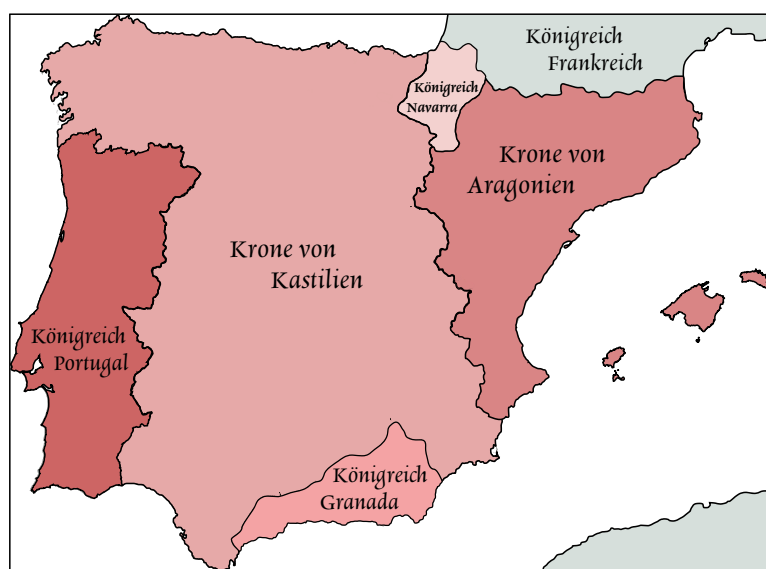 Königreich
Frankreich
Königreich
Navarra
Krone von
Aragonien
Krone von
Kastilien
Königreich
Portugal
Königreich
Granada